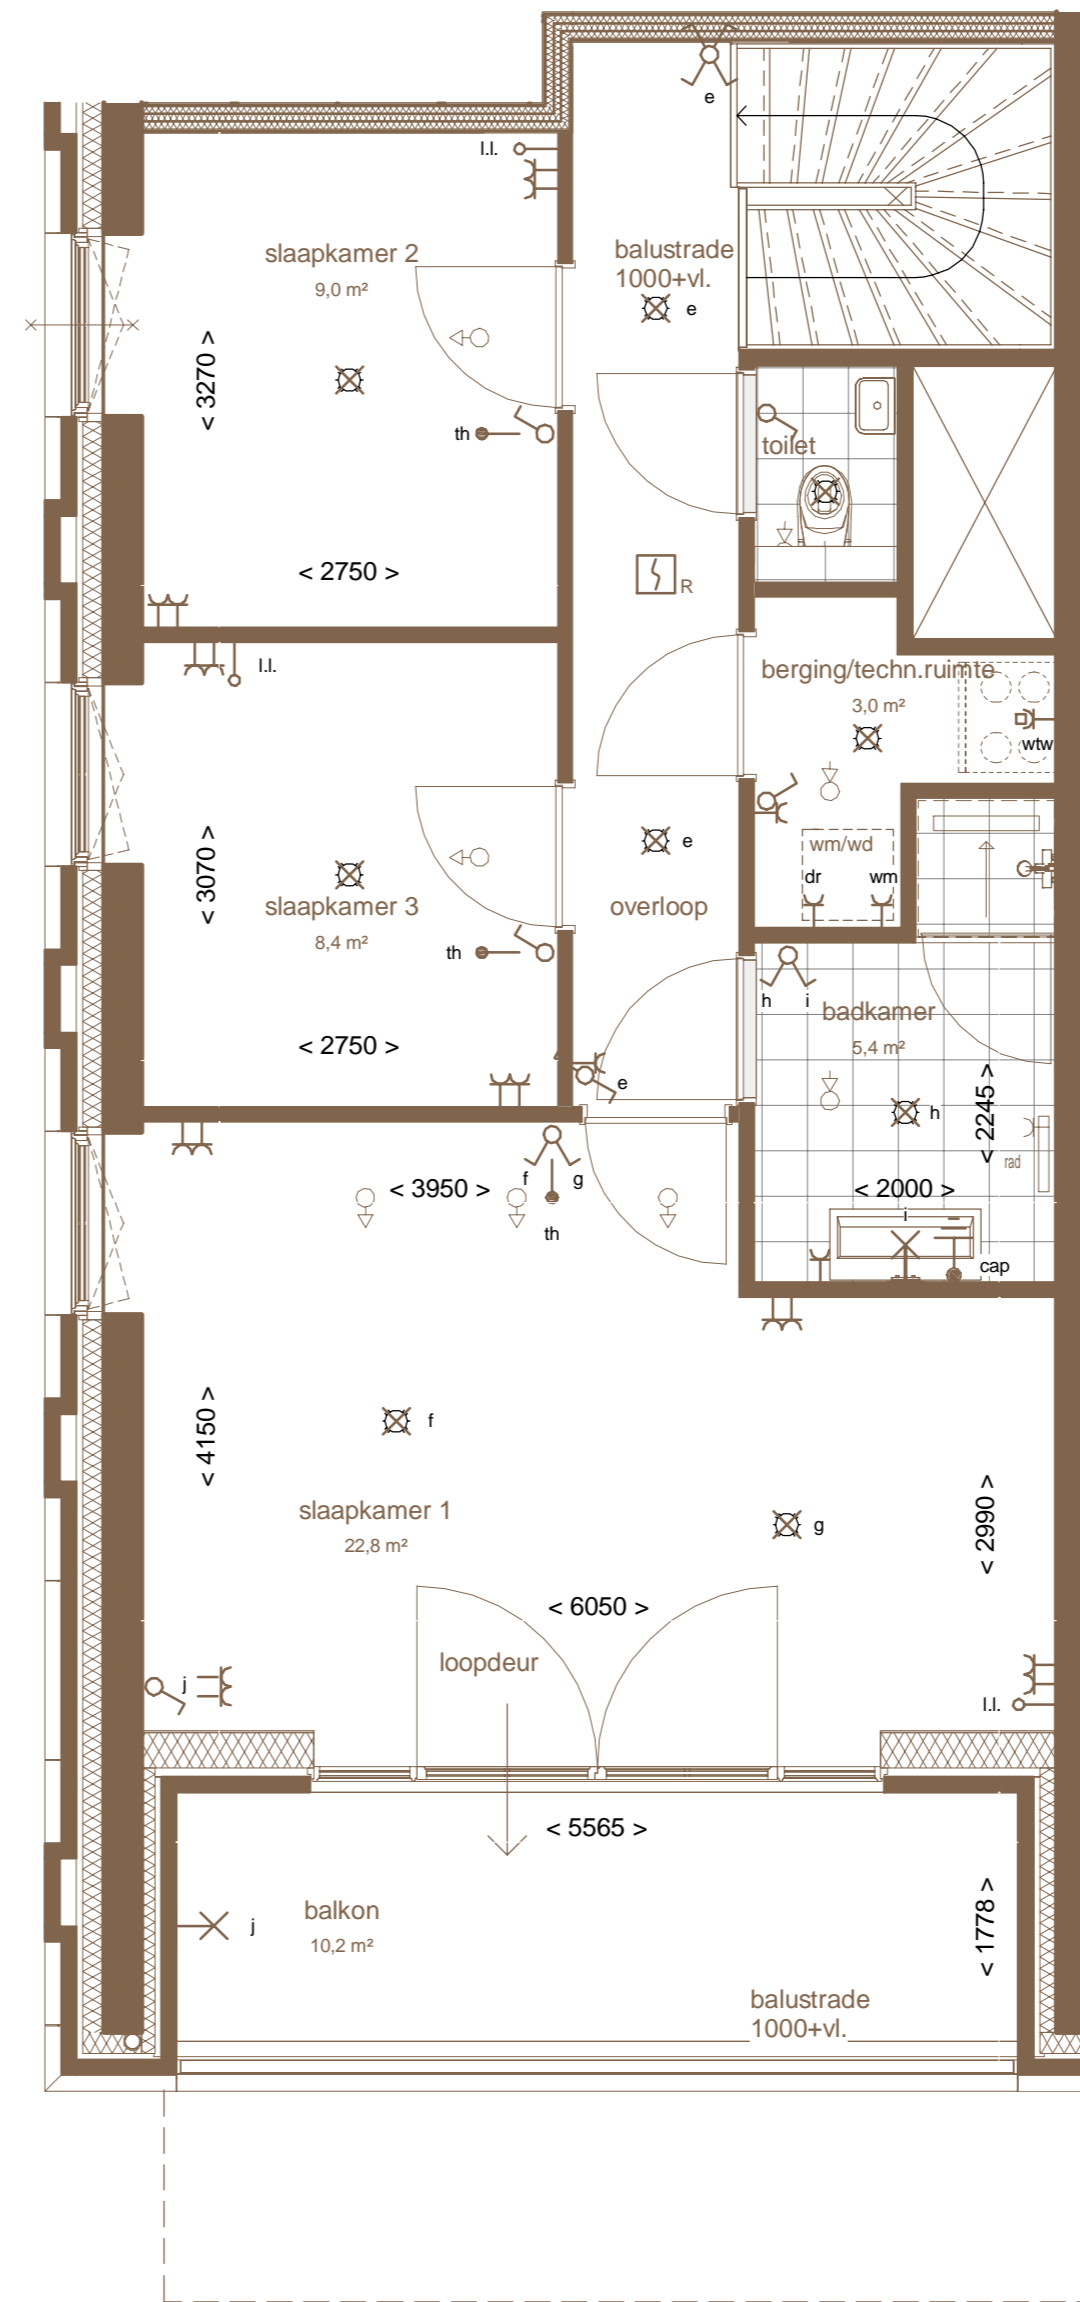 e
l.l.
slaapkamer 2
9,0 m²
balustrade
1000+vl.
e
< 3270 >
th
toilet
< 2750 >
R
l.l.
berging/techn.ruimte
3,0 m²
wtw
wm/wd
dr
wm
< 3070 >
e
slaapkamer 3
8,4 m²
overloop
th
h
i
badkamer
5,4 m²
< 2750 >
e
h
< 2245 >
rad
f
g
< 3950 >
< 2000 >
th
i
cap
< 4150 >
f
slaapkamer 1
22,8 m²
g
< 2990 >
< 6050 >
loopdeur
j
l.l.
< 5565 >
balkon
10,2 m²
j
< 1778 >
balustrade
1000+vl.